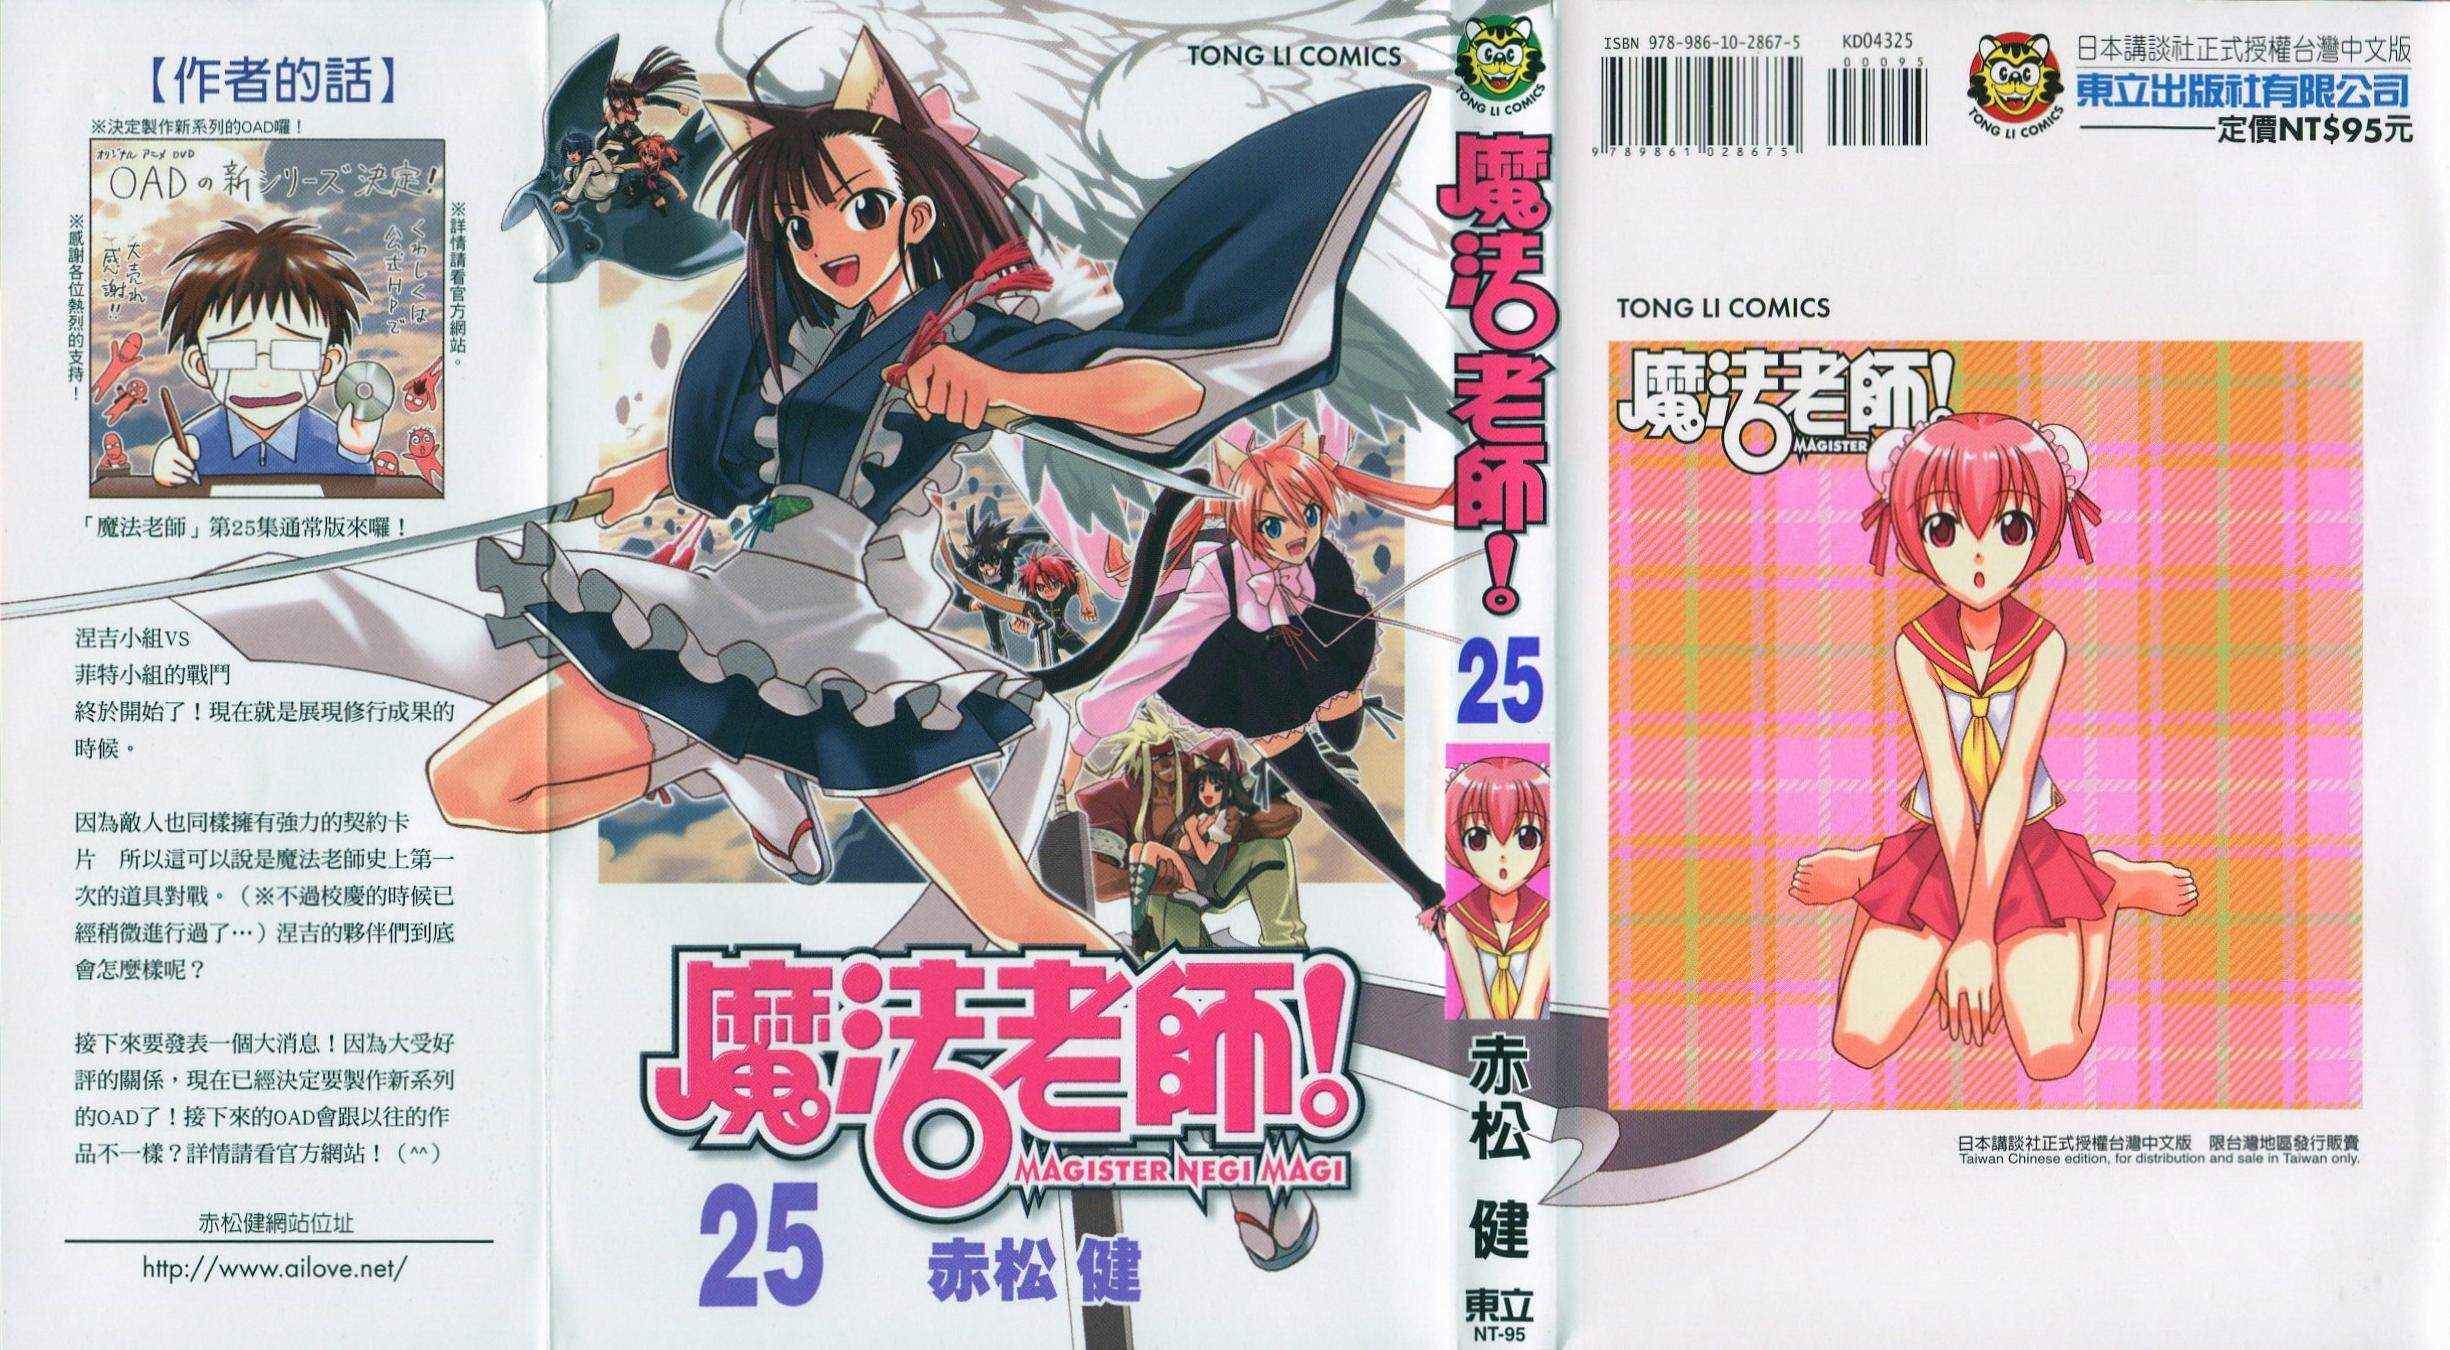 【作者的話】
※決定製作新系列的OAD囉！
オリジナル アニメ DVD
OADの新シリーズ決定!
くわしくは
公式HPで
大売れ
感謝!!
※詳情請看官方網站。
※感謝各位熱烈的支持！
「魔法老師」第25集通常版來囉！
涅吉小組VS
菲特小組的戰鬥
終於開始了！現在就是展現修行成果的
時候。
因為敵人也同樣擁有強力的契約卡
片　所以這可以說是魔法老師史上第一
次的道具對戰。（※不過校慶的時候已
經稍微進行過了…）涅吉的夥伴們到底
會怎麼樣呢？
接下來要發表一個大消息！因為大受好
評的關係，現在已經決定要製作新系列
的OAD了！接下來的OAD會跟以往的作
品不一樣？詳情請看官方網站！（^^）
赤松健網站位址
http://www.ailove.net/
TONG LI COMICS
魔法老師!
MAGISTER NEGI MAGI
25
赤松 健
TONG LI COMICS
魔法老師!
25
赤松 健
東立
NT-95
ISBN 978-986-10-2867-5
9789861028675
KD04325
00095
TONG LI COMICS
日本講談社正式授權台灣中文版
東立出版社有限公司
定價NT$95元
TONG LI COMICS
魔法老師!
MAGISTER
日本講談社正式授權台灣中文版　限台灣地區發行販賣
Taiwan Chinese edition, for distribution and sale in Taiwan only.